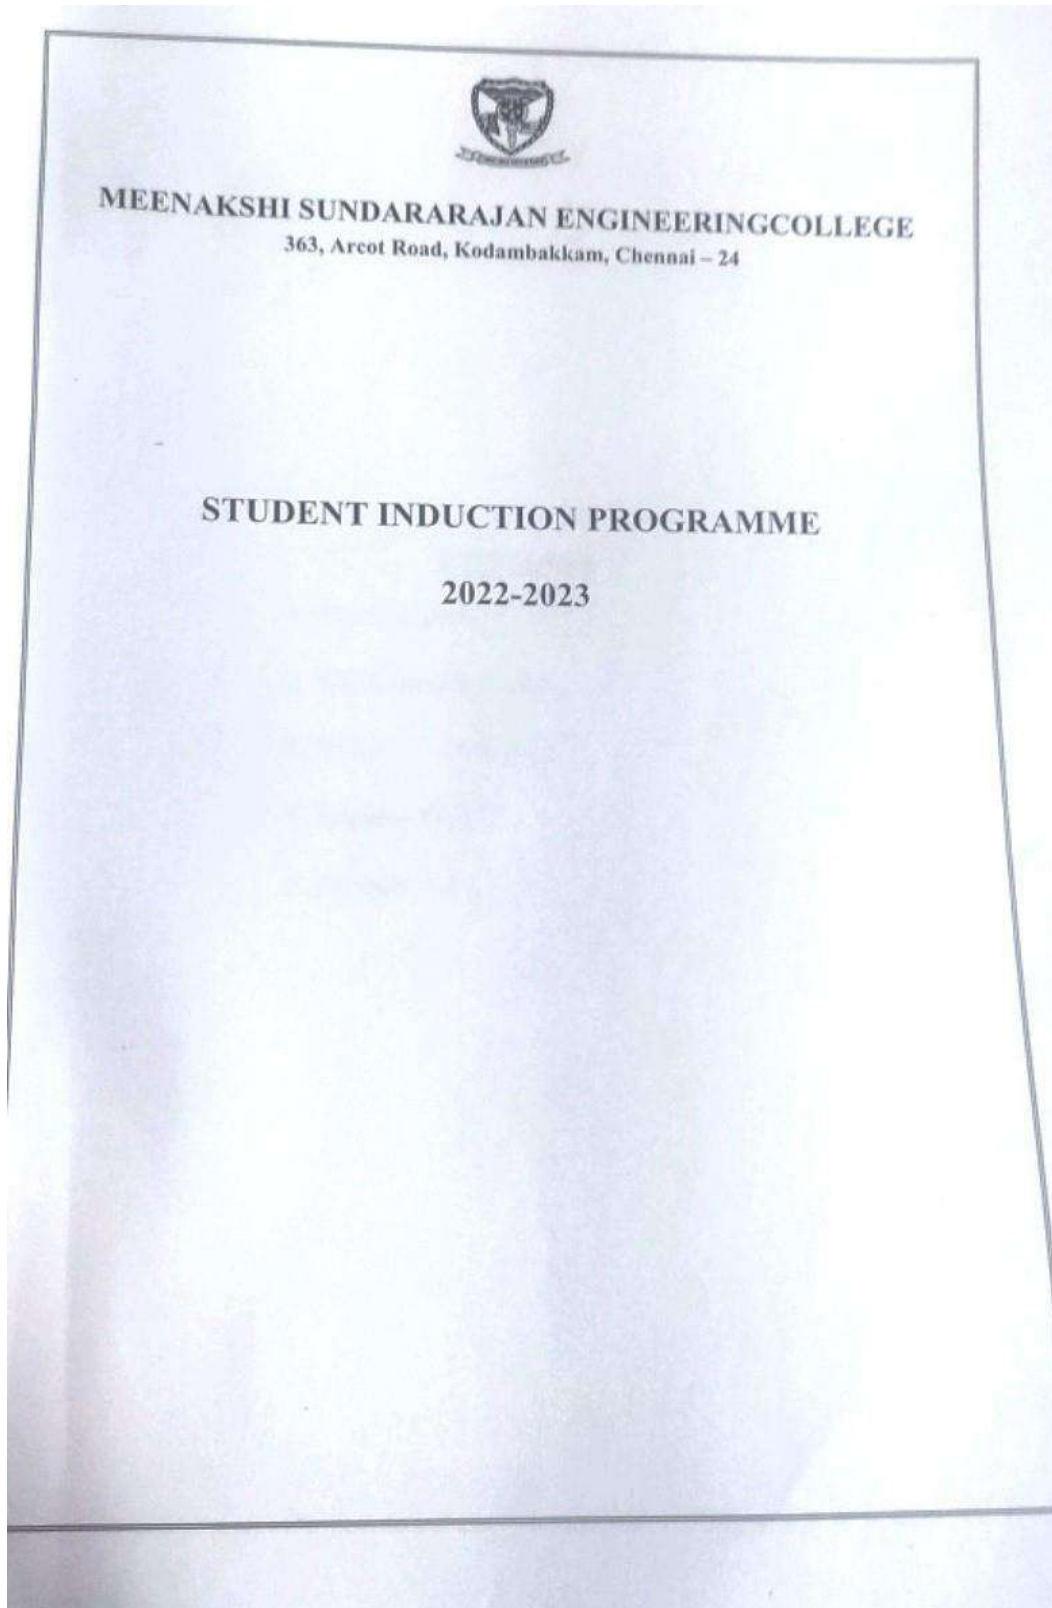 MEENAKSHI SUNDARARAJAN ENGINEERINGCOLLEGE
363, Arcot Road, Kodambakkam, Chennai – 24
STUDENT INDUCTION PROGRAMME
2022-2023